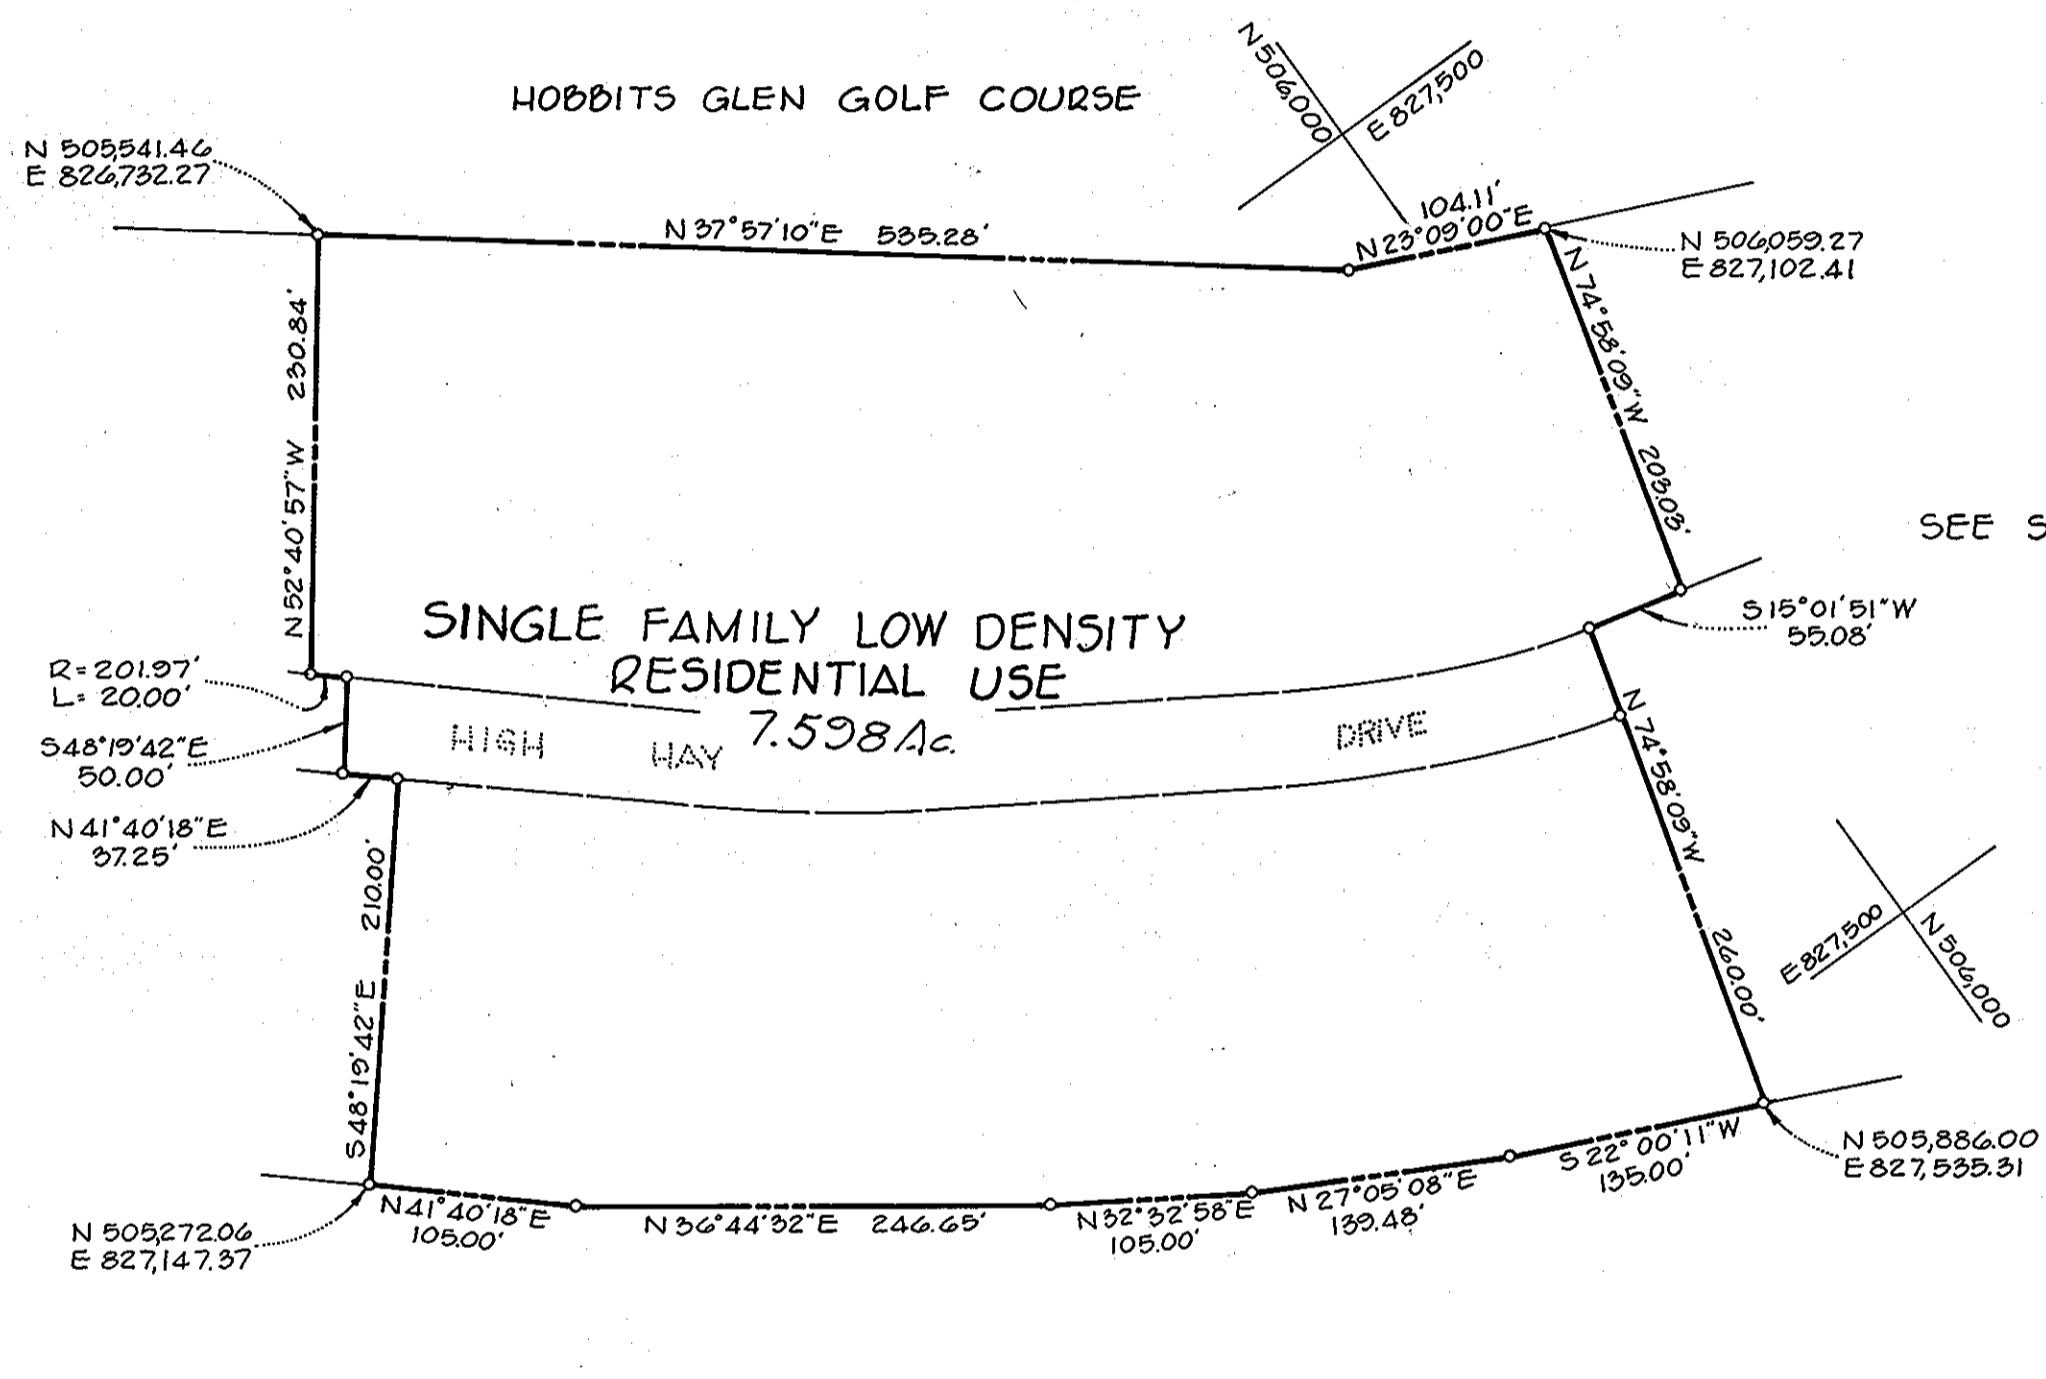 HOBBITS GLEN GOLF COURSE
N 506,000
E 827,500
N 505,541.46
E 826,732.27
N 37°57'10"E 535.28'
104.11'
N 23°09'00"E
N 506,059.27
E 827,102.41
N 74°58'09"W 203.03'
N 52°40'57"W 230.84'
SEE S
S 15°01'51"W
55.08'
SINGLE FAMILY LOW DENSITY
RESIDENTIAL USE
7.598 Ac.
R=201.97'
L= 20.00'
S48°19'42"E
50.00'
N 41°40'18"E
37.25'
HIGH HAY DRIVE
N 74°58'09"W 260.00'
S48°19'42"E 210.00'
E 827,500
N 506,000
N 505,272.06
E 827,147.37
N 41°40'18"E
105.00'
N 36°44'32"E 246.65'
N 32°32'58"E
105.00'
N 27°05'08"E
139.48'
S 22°00'11"W
135.00'
N 505,886.00
E 827,535.31